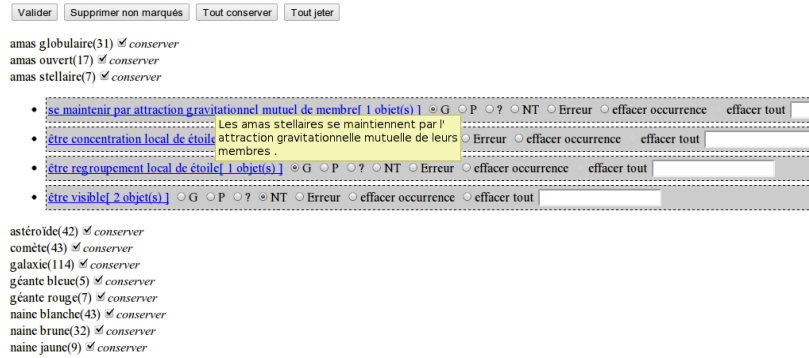 Valider Supprimer non marqués Tout conserver Tout jeter
amas globulaire(31) conserver
amas ouvert(17) conserver
amas stellaire(7) conserver
se maintenir par attraction gravitationnel mutuel de membre[ 1 objet(s) ] G P ? NT Erreur effacer occurrence effacer tout
Les amas stellaires se maintiennent par l'
attraction gravitationnelle mutuelle de leurs
membres .
être concentration local de étoile Erreur effacer occurrence effacer tout
être regroupement local de étoile[ 1 objet(s) ] G P ? NT Erreur effacer occurrence effacer tout
être visible[ 2 objet(s) ] G P ? NT Erreur effacer occurrence effacer tout
astéroïde(42) conserver
comète(43) conserver
galaxie(114) conserver
géante bleue(5) conserver
géante rouge(7) conserver
naine blanche(43) conserver
naine brune(32) conserver
naine jaune(9) conserver